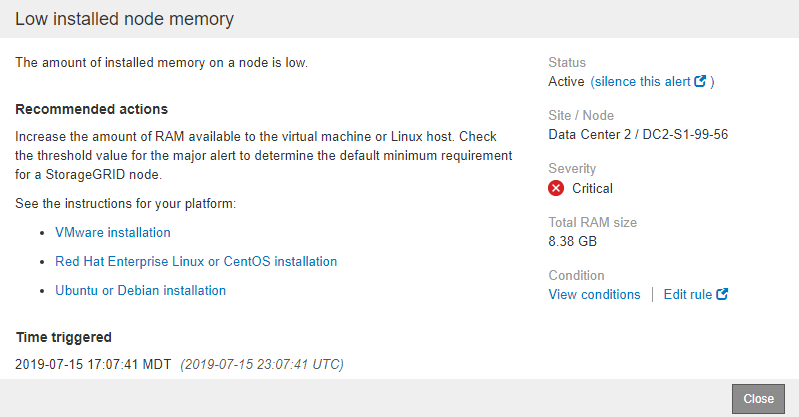 Low installed node memory
The amount of installed memory on a node is low.
Recommended actions
Increase the amount of RAM available to the virtual machine or Linux host. Check
the threshold value for the major alert to determine the default minimum requirement
for a StorageGRID node.
See the instructions for your platform:
• VMware installation
• Red Hat Enterprise Linux or CentOS installation
• Ubuntu or Debian installation
Time triggered
2019-07-15 17:07:41 MDT (2019-07-15 23:07:41 UTC)
Status
Active (silence this alert )
Site / Node
Data Center 2 / DC2-S1-99-56
Severity
Critical
Total RAM size
8.38 GB
Condition
View conditions | Edit rule
Close